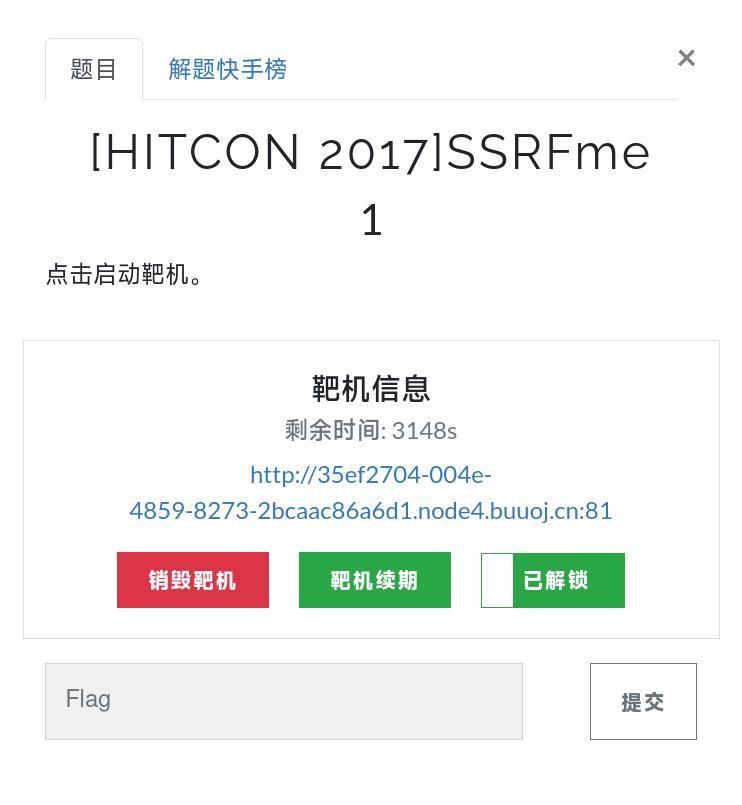 题目 解题快手榜 ×
[HITCON 2017]SSRFme
1
点击启动靶机。
靶机信息
剩余时间: 3148s
http://35ef2704-004e-
4859-8273-2bcaac86a6d1.node4.buuoj.cn:81
销毁靶机 靶机续期 已解锁
Flag 提交